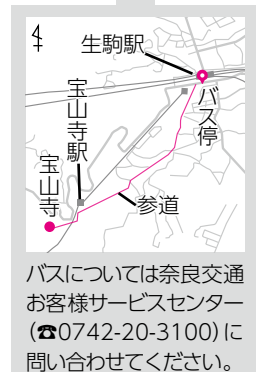 生駒駅
バス停
宝山寺駅
宝山寺
参道
バスについては奈良交通
お客様サービスセンター
(☎0742-20-3100)に
問い合わせてください。